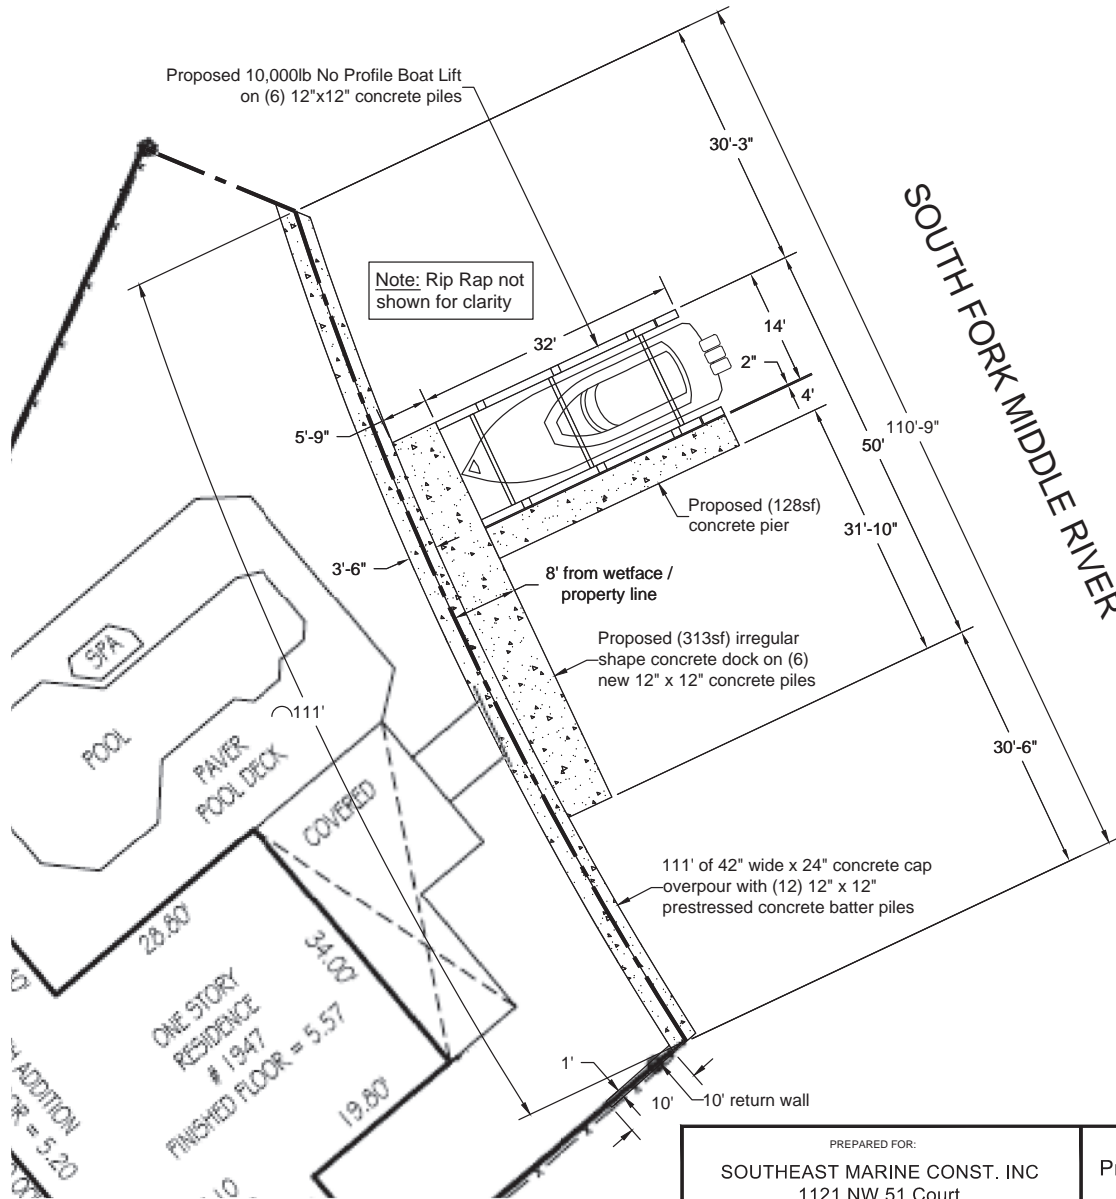 Proposed 10,000lb No Profile Boat Lift
on (6) 12"x12" concrete piles
30'-3"
SOUTH FORK MIDDLE RIVER
Note: Rip Rap not
shown for clarity
32'
14'
2"
4'
5'-9"
110'-9"
50'
Proposed (128sf)
concrete pier
31'-10"
3'-6"
8' from wetface /
property line
Proposed (313sf) irregular
shape concrete dock on (6)
new 12" x 12" concrete piles
SPA
111'
POOL
PAVER
POOL DECK
30'-6"
COVERED
111' of 42" wide x 24" concrete cap
overpour with (12) 12" x 12"
prestressed concrete batter piles
28.80'
34.00'
ONE STORY
RESIDENCE
# 1947
FINISHED FLOOR = 5.57
ADDITION
= 5.20
19.80'
1'
10'
10' return wall
PREPARED FOR:
SOUTHEAST MARINE CONST. INC
1121 NW 51 Court